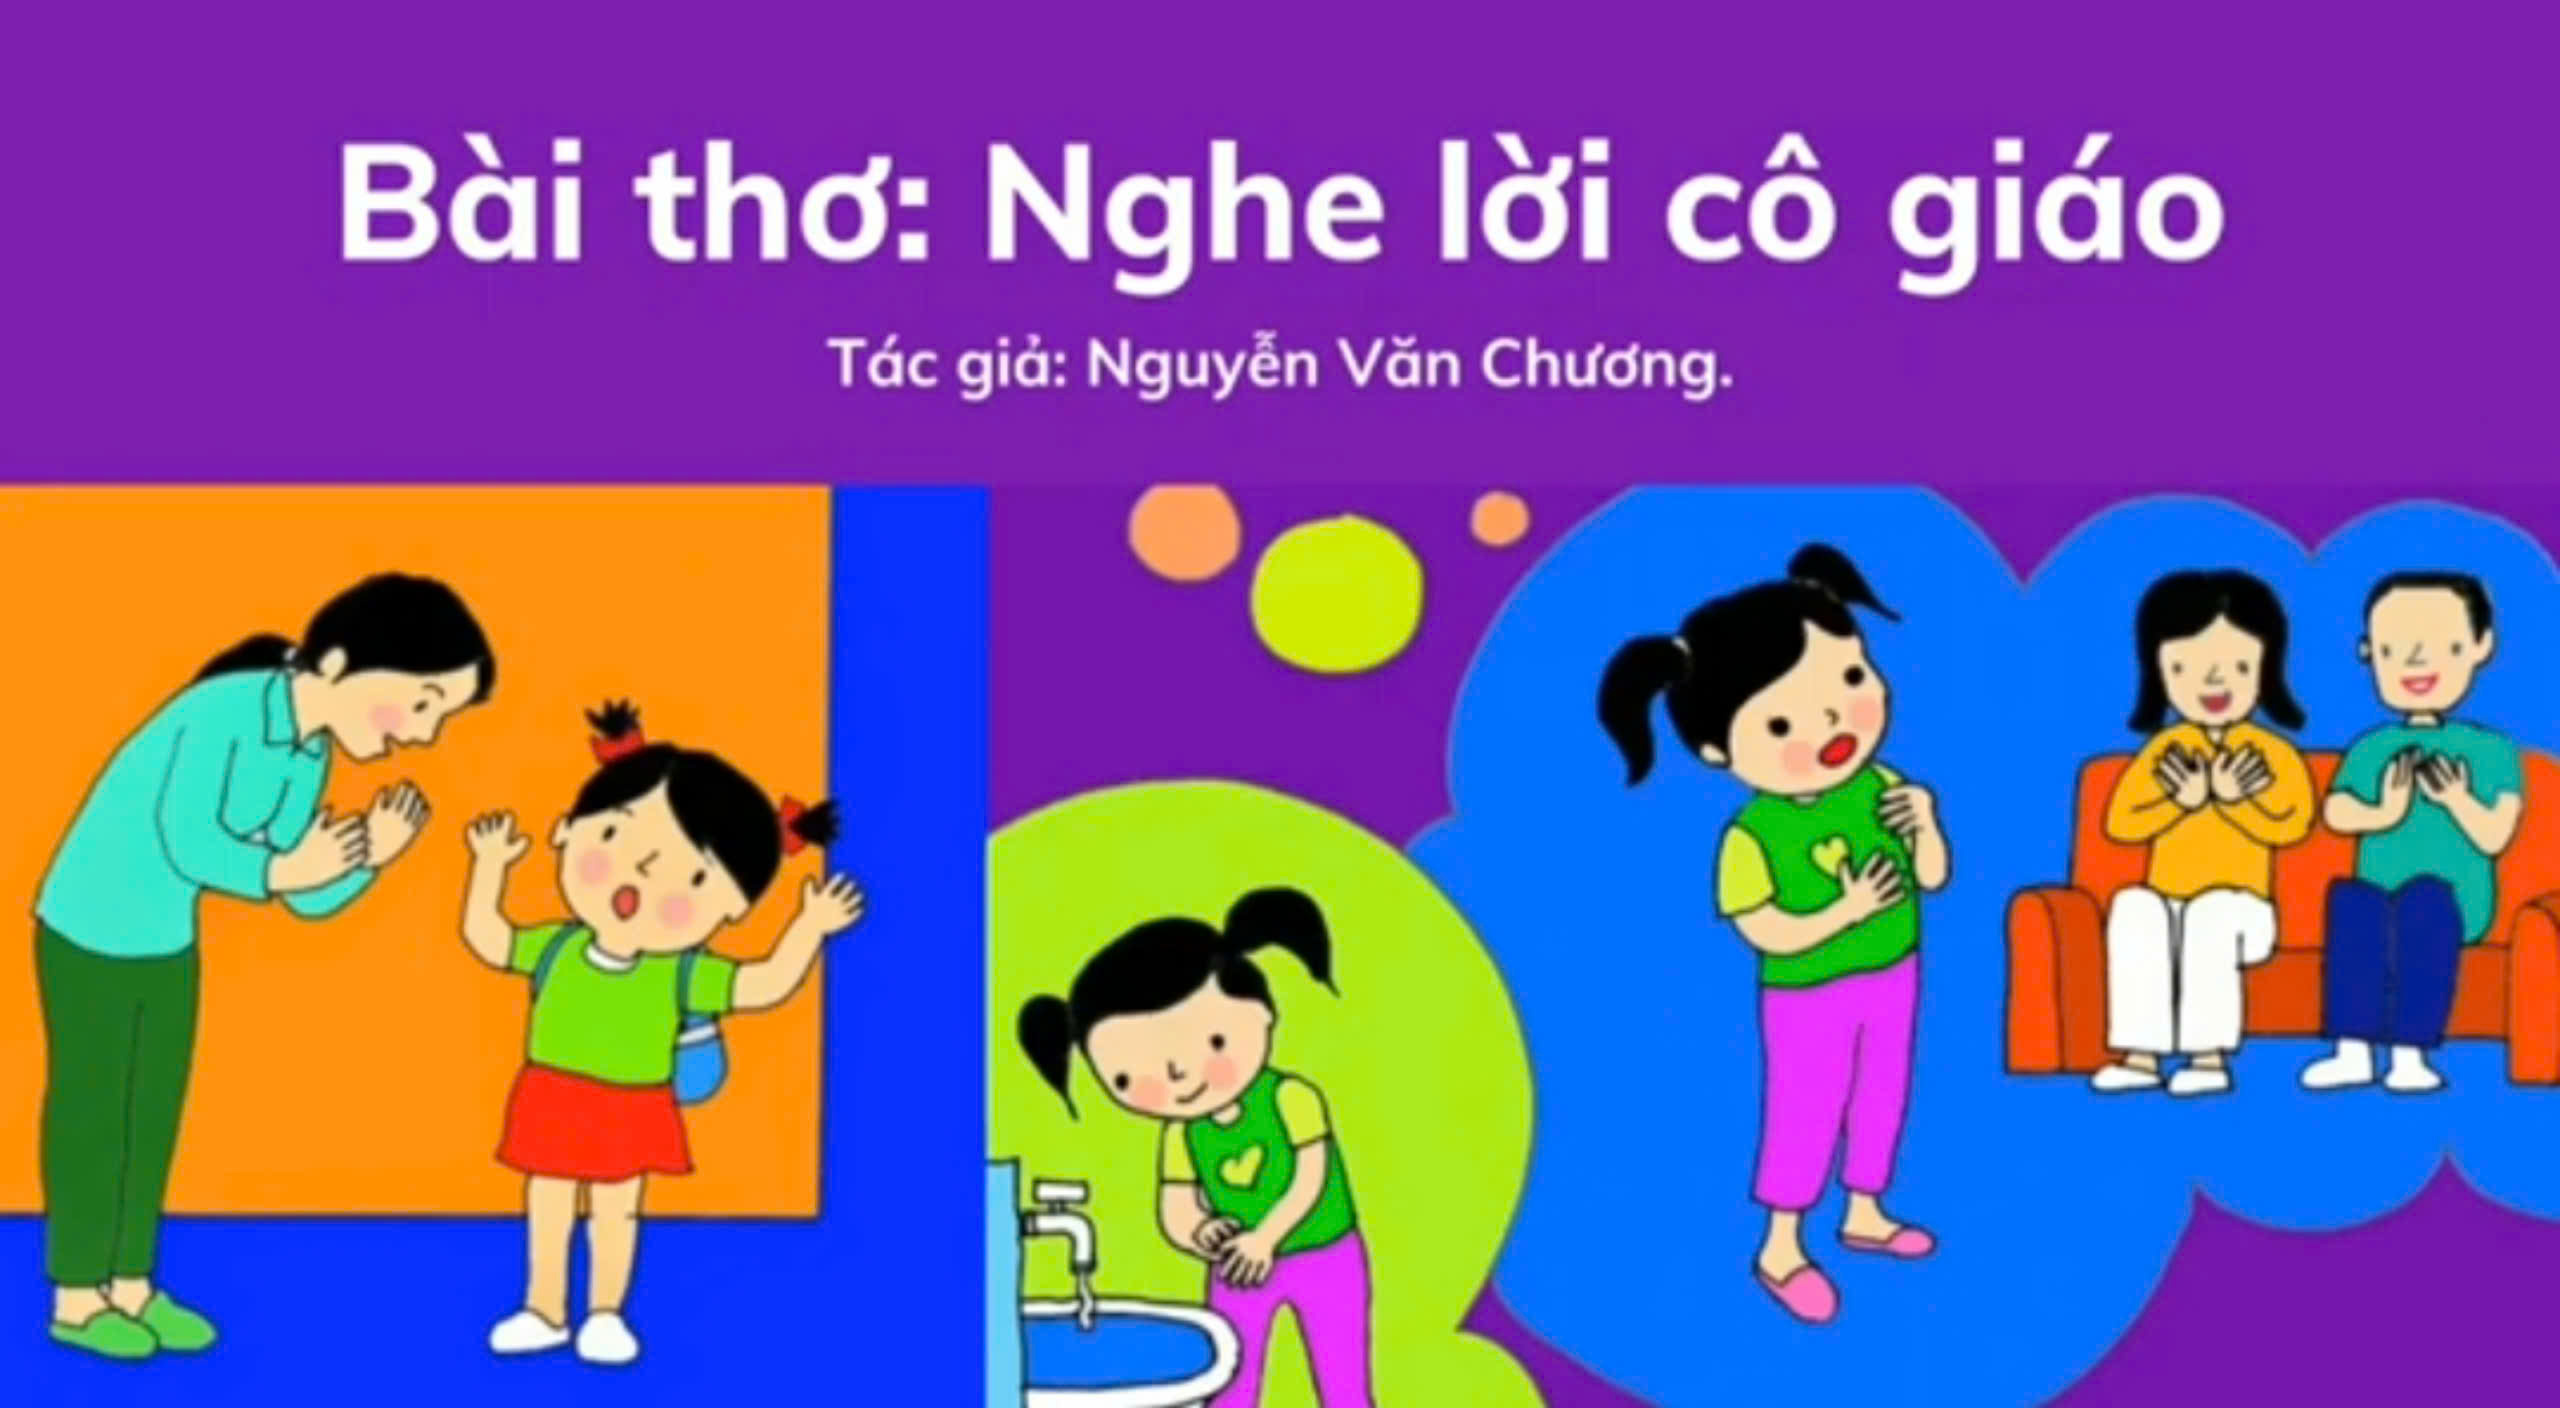 Bài thơ: Nghe lời cô giáo
Tác giả: Nguyễn Văn Chương.